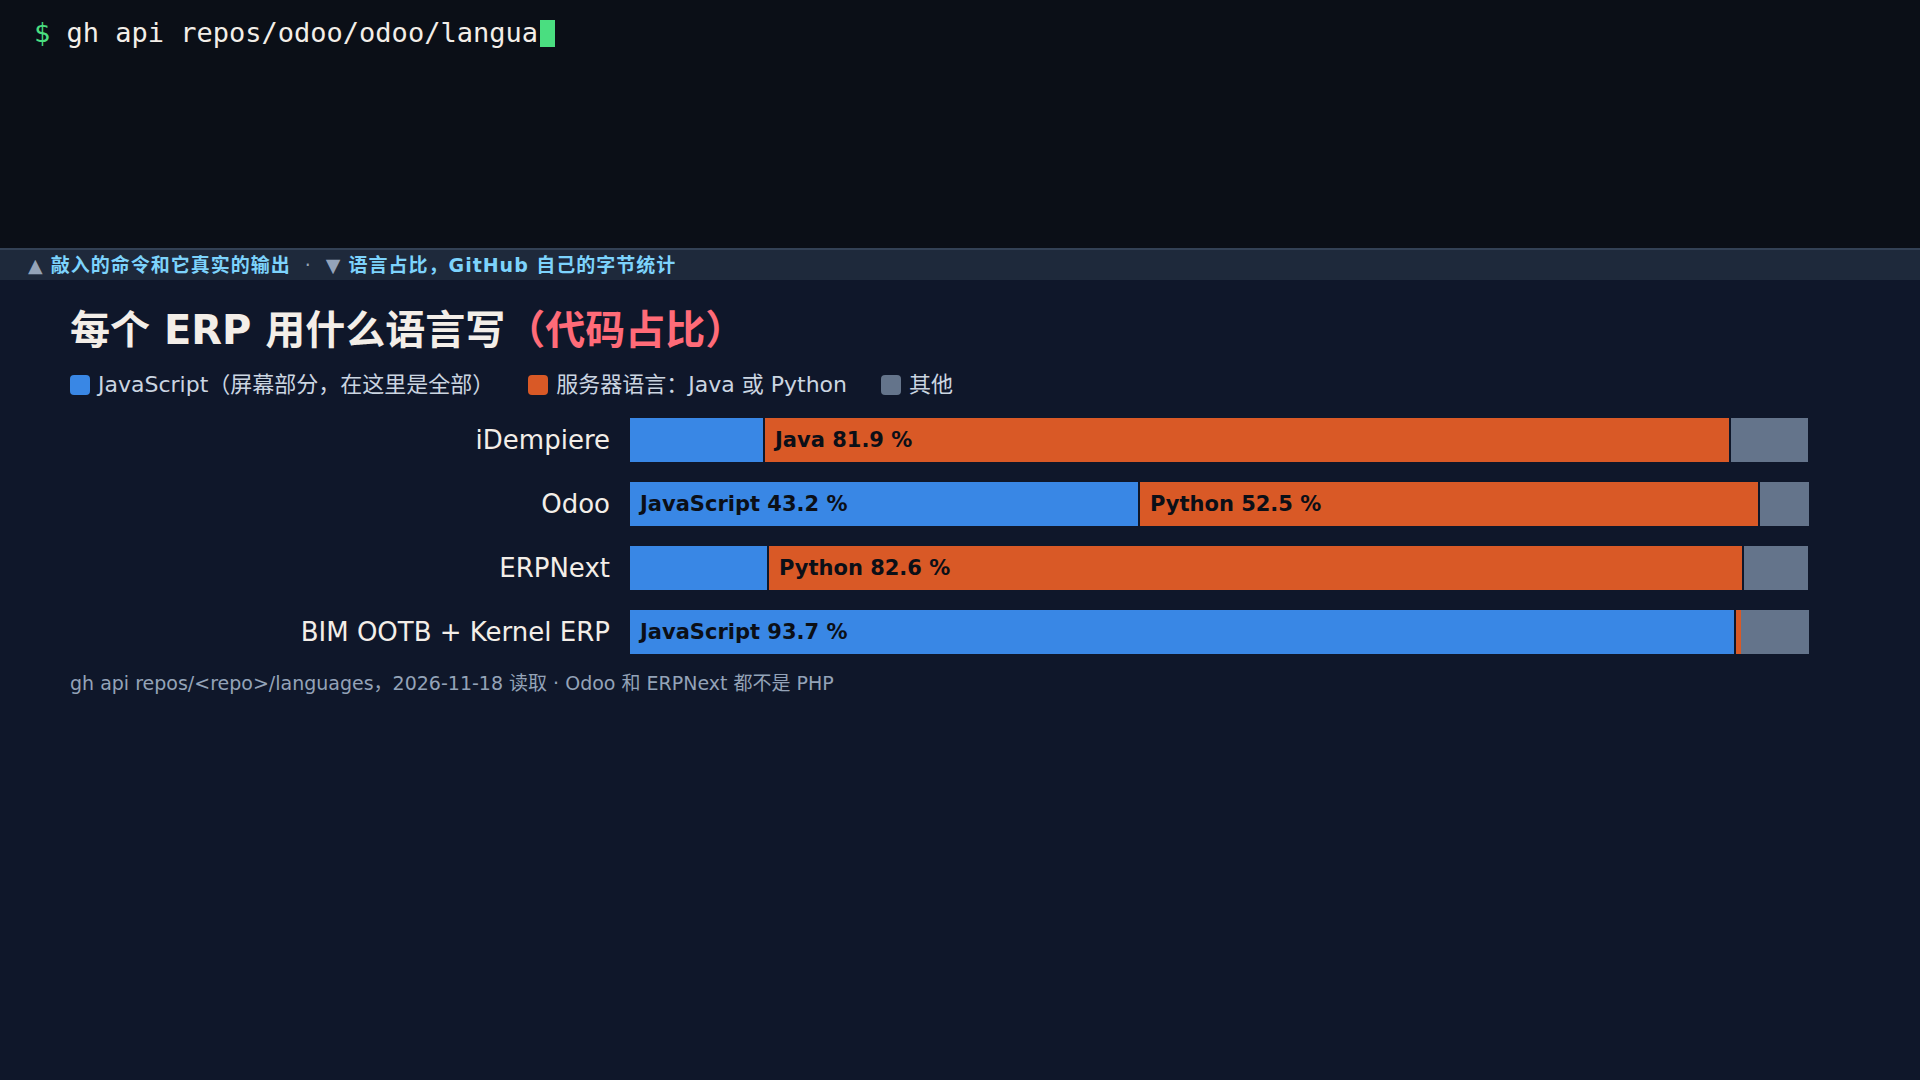 $ gh api repos/odoo/odoo/langua
▲ 敲入的命令和它真实的输出 · ▼ 语言占比，GitHub 自己的字节统计
每个 ERP 用什么语言写（代码占比）
JavaScript（屏幕部分，在这里是全部） 服务器语言：Java 或 Python 其他
iDempiere Java 81.9 %
Odoo JavaScript 43.2 % Python 52.5 %
ERPNext Python 82.6 %
BIM OOTB + Kernel ERP JavaScript 93.7 %
gh api repos/<repo>/languages，2026-11-18 读取 · Odoo 和 ERPNext 都不是 PHP